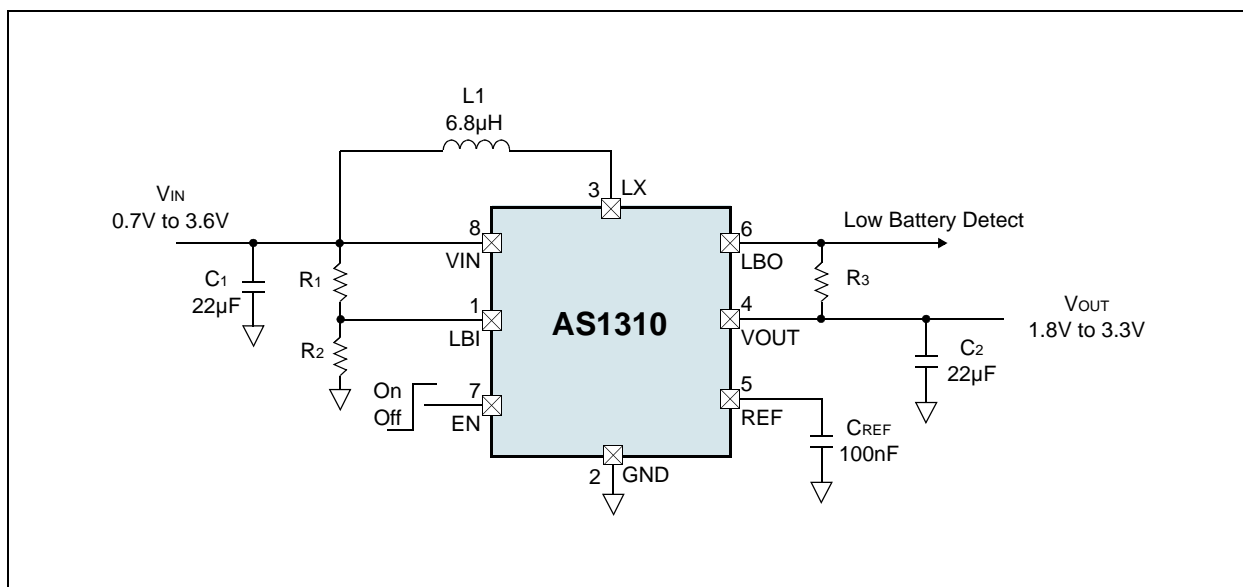 L1
6.8µH
VIN
0.7V to 3.6V
3
LX
8
VIN
6
LBO
Low Battery Detect
C1
22µF
R1
R3
1
LBI
AS1310
4
VOUT
VOUT
1.8V to 3.3V
R2
C2
22µF
On
Off
7
EN
5
REF
CREF
100nF
2
GND